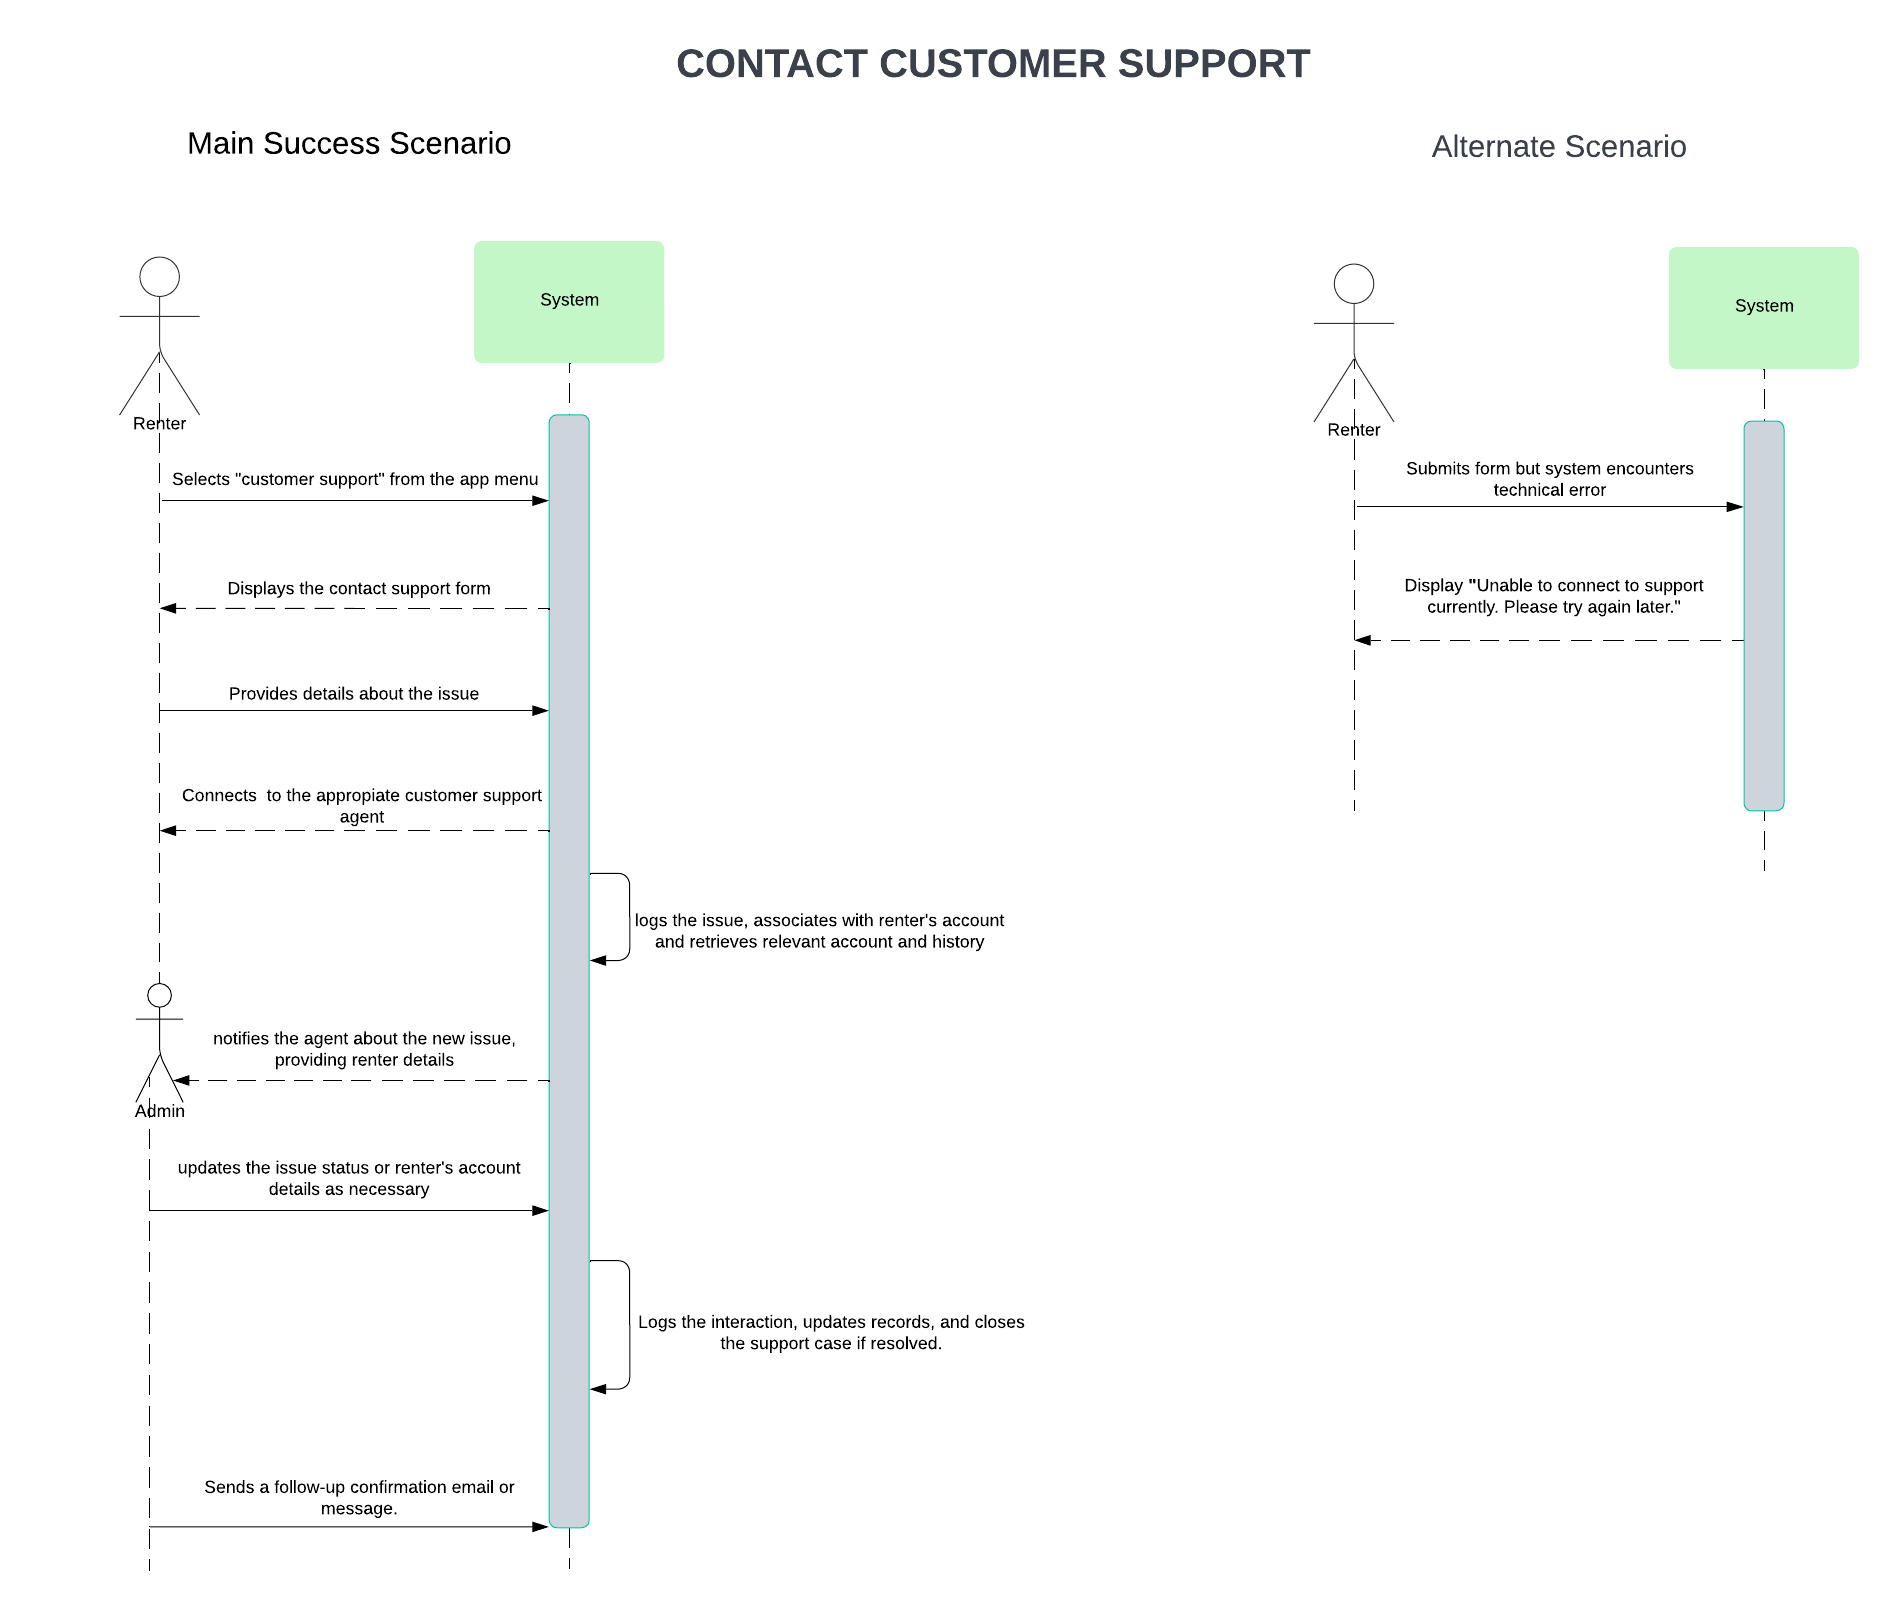 CONTACT CUSTOMER SUPPORT
Main Success Scenario
System
Renter
Selects "customer support" from the app menu
Displays the contact support form
Provides details about the issue
Connects  to the appropiate customer support
agent
logs the issue, associates with renter's account
and retrieves relevant account and history
notifies the agent about the new issue,
providing renter details
Admin
updates the issue status or renter's account
details as necessary
Logs the interaction, updates records, and closes
the support case if resolved.
Sends a follow-up confirmation email or
message.
Alternate Scenario
System
Renter
Submits form but system encounters
technical error
Display "Unable to connect to support
currently. Please try again later."